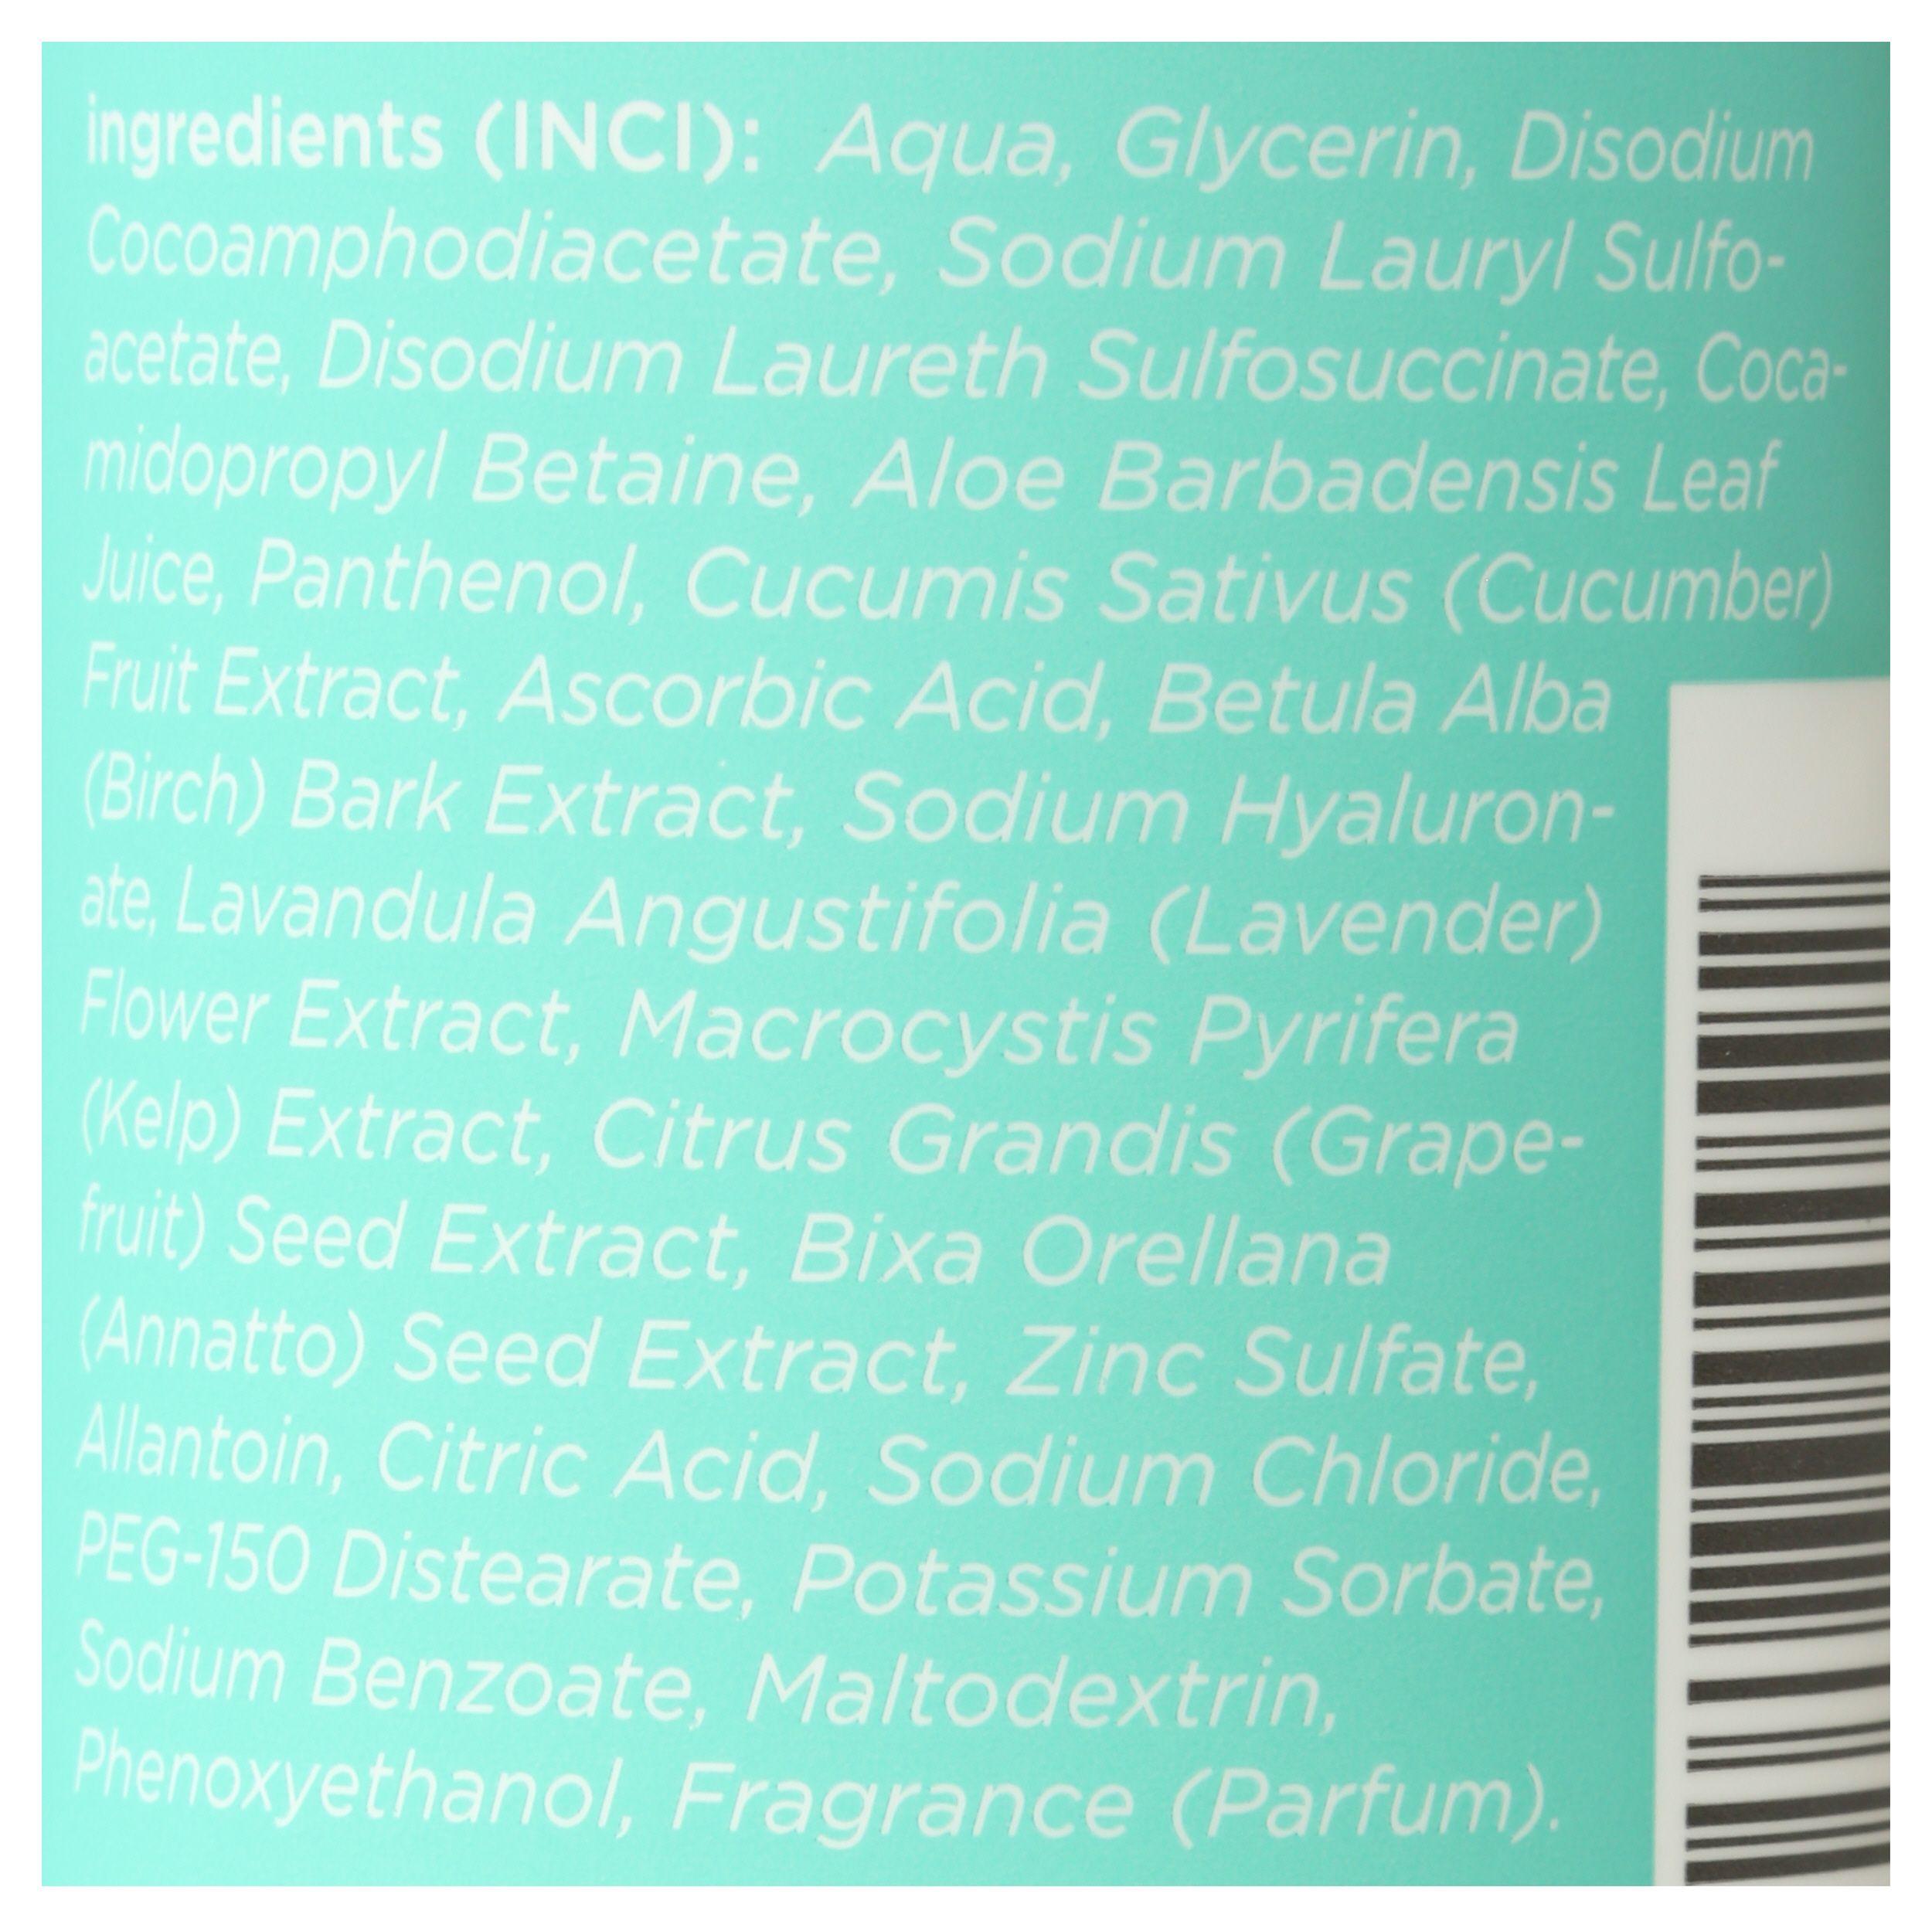 ingredients (INCI): Aqua, Glycerin, Disodium
Cocoamphodiacetate, Sodium Lauryl Sulfo-
acetate, Disodium Laureth Sulfosuccinate, Coca-
midopropyl Betaine, Aloe Barbadensis Leaf
Juice, Panthenol, Cucumis Sativus (Cucumber)
Fruit Extract, Ascorbic Acid, Betula Alba
(Birch) Bark Extract, Sodium Hyaluron-
ate, Lavandula Angustifolia (Lavender)
Flower Extract, Macrocystis Pyrifera
(Kelp) Extract, Citrus Grandis (Grape-
fruit) Seed Extract, Bixa Orellana
(Annatto) Seed Extract, Zinc Sulfate,
Allantoin, Citric Acid, Sodium Chloride,
PEG-150 Distearate, Potassium Sorbate,
Sodium Benzoate, Maltodextrin,
Phenoxyethanol, Fragrance (Parfum).